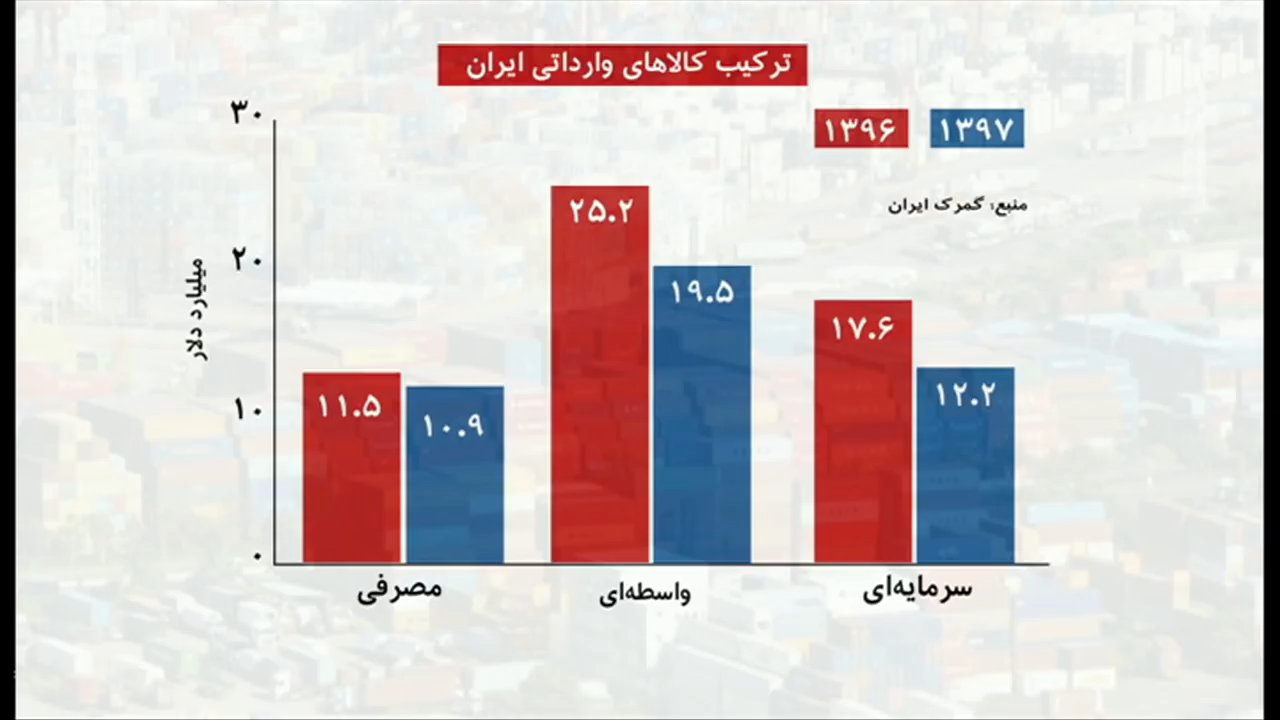 ترکیب کالاهای وارداتی ایران
۱۳۹۶ ۱۳۹۷
منبع: گمرک ایران
میلیارد دلار
۳۰
۲۰
۱۰
۰
۱۱.۵ ۱۰.۹
۲۵.۲ ۱۹.۵
۱۷.۶ ۱۲.۲
مصرفی واسطه‌ای سرمایه‌ای